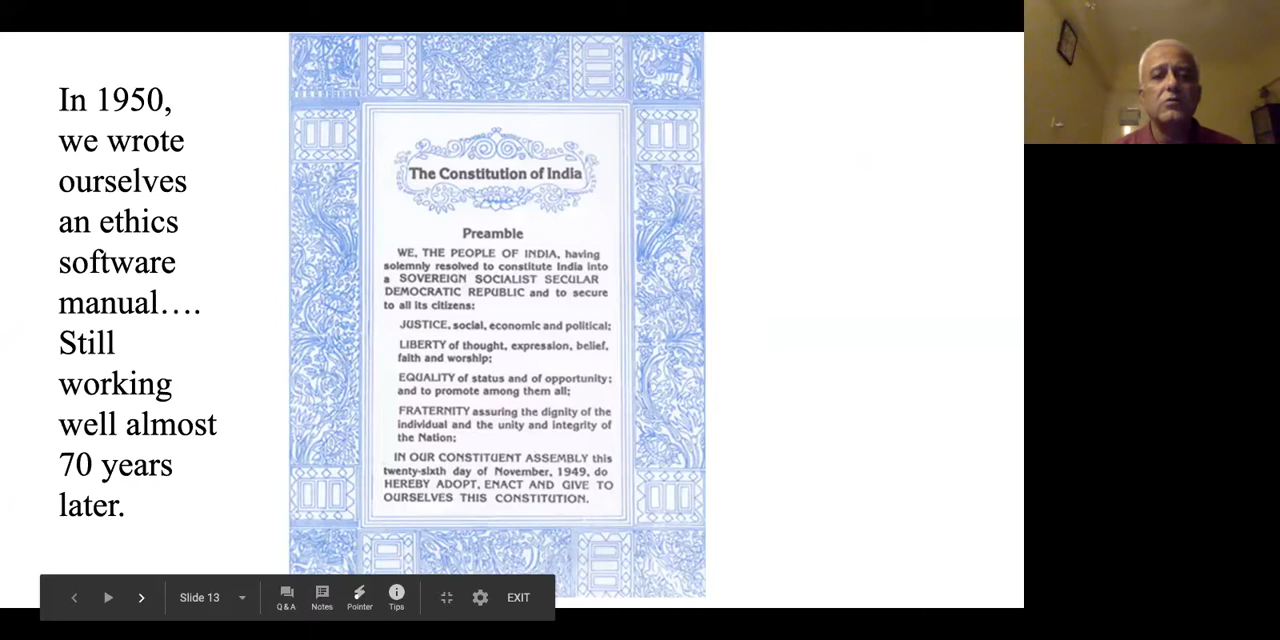 In 1950,
we wrote
ourselves
an ethics
software
manual….
Still
working
well almost
70 years
later.
The Constitution of India
Preamble
WE, THE PEOPLE OF INDIA, having
solemnly resolved to constitute India into
a SOVEREIGN SOCIALIST SECULAR
DEMOCRATIC REPUBLIC and to secure
to all its citizens:
JUSTICE, social, economic and political;
LIBERTY of thought, expression, belief,
faith and worship;
EQUALITY of status and of opportunity;
and to promote among them all;
FRATERNITY assuring the dignity of the
individual and the unity and integrity of
the Nation;
IN OUR CONSTITUENT ASSEMBLY this
twenty-sixth day of November, 1949, do
HEREBY ADOPT, ENACT AND GIVE TO
OURSELVES THIS CONSTITUTION.
Slide 13
Q & A
Notes
Pointer
Tips
EXIT